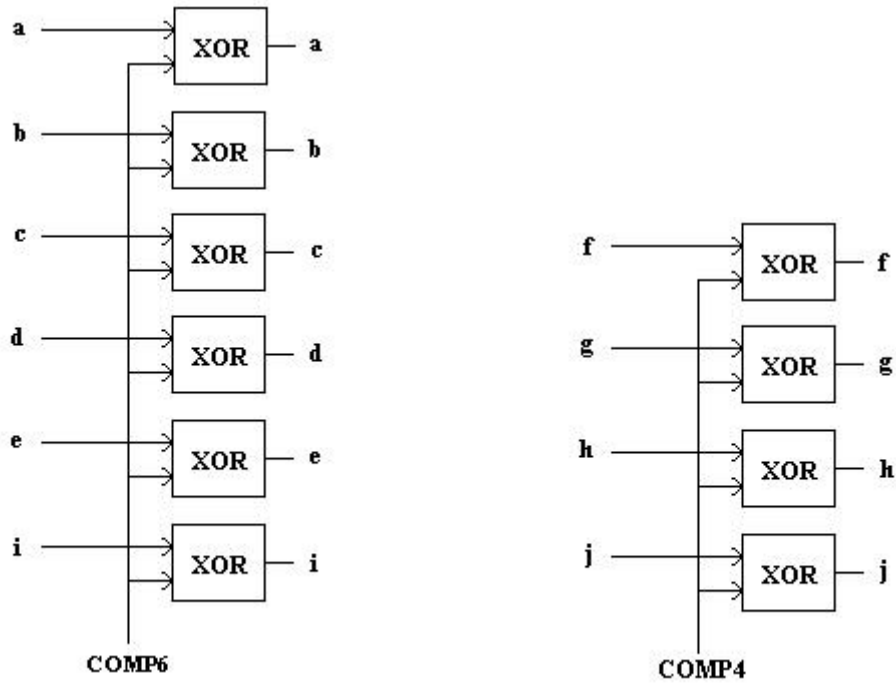 a XOR a
b XOR b
c XOR c
d XOR d
e XOR e
i XOR i
COMP6
f XOR f
g XOR g
h XOR h
j XOR j
COMP4